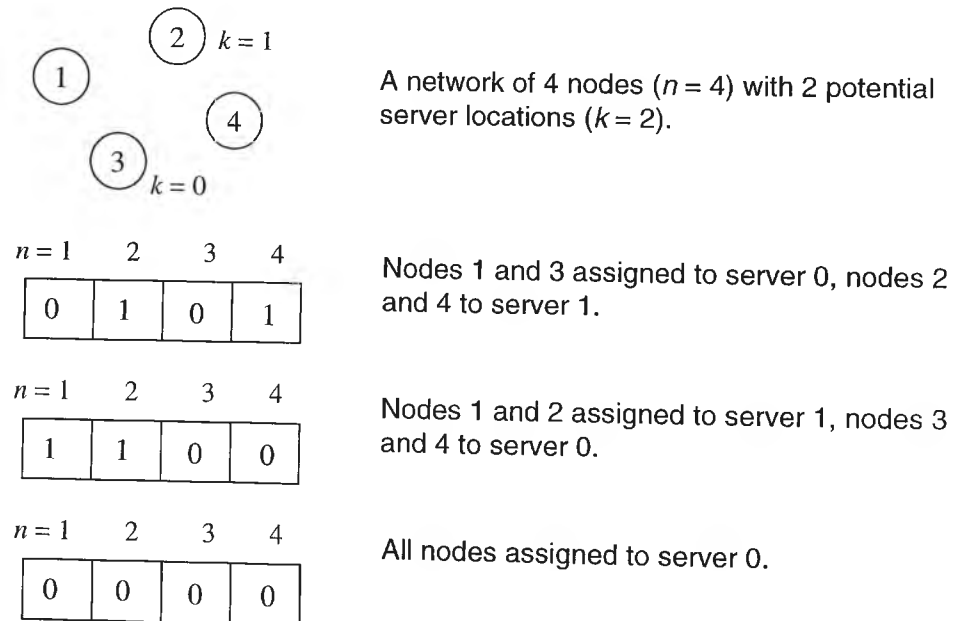 2 k = 1
1
4
3
k = 0
A network of 4 nodes (n = 4) with 2 potential
server locations (k = 2).
n = 1 2 3 4
0 1 0 1
Nodes 1 and 3 assigned to server 0, nodes 2
and 4 to server 1.
n = 1 2 3 4
1 1 0 0
Nodes 1 and 2 assigned to server 1, nodes 3
and 4 to server 0.
n = 1 2 3 4
0 0 0 0
All nodes assigned to server 0.